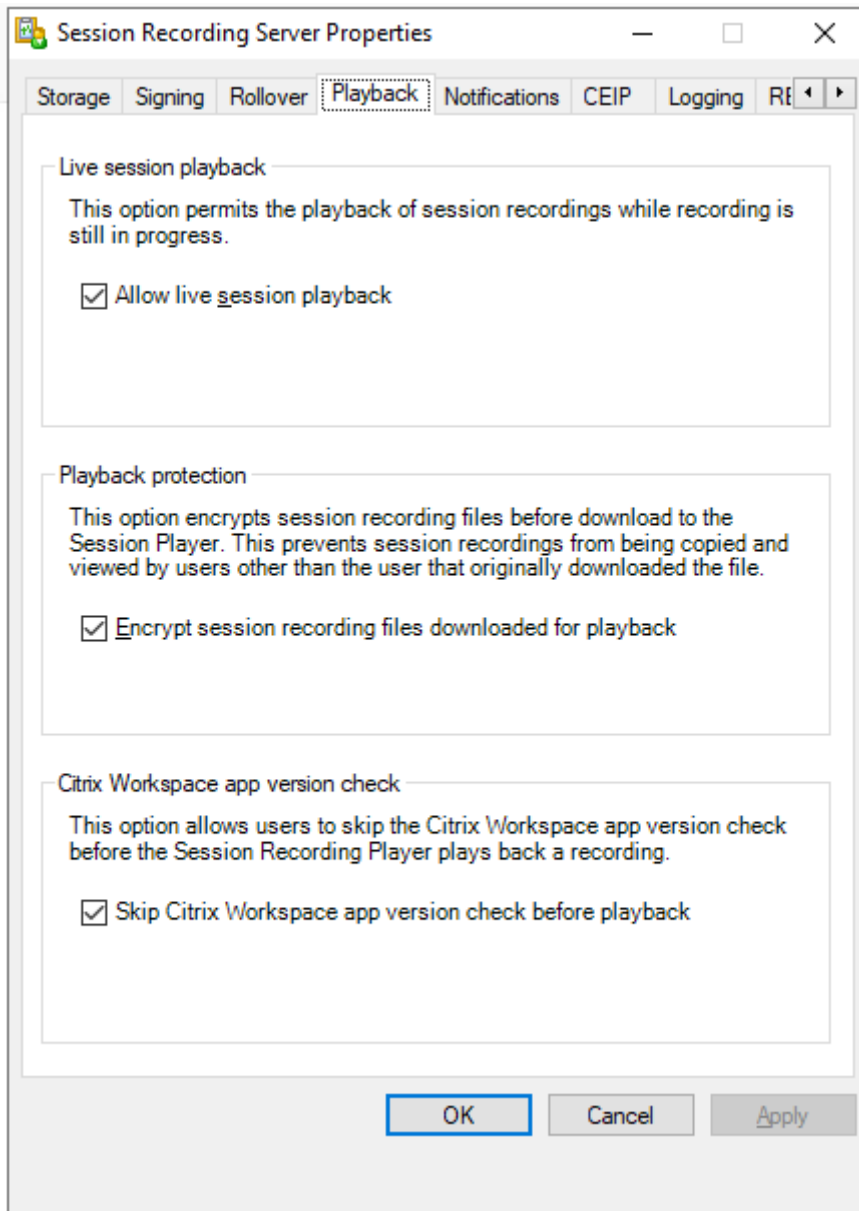 Session Recording Server Properties
Storage Signing Rollover Playback Notifications CEIP Logging
Live session playback
This option permits the playback of session recordings while recording is
still in progress.
Allow live session playback
Playback protection
This option encrypts session recording files before download to the
Session Player. This prevents session recordings from being copied and
viewed by users other than the user that originally downloaded the file.
Encrypt session recording files downloaded for playback
Citrix Workspace app version check
This option allows users to skip the Citrix Workspace app version check
before the Session Recording Player plays back a recording.
Skip Citrix Workspace app version check before playback
OK Cancel Apply